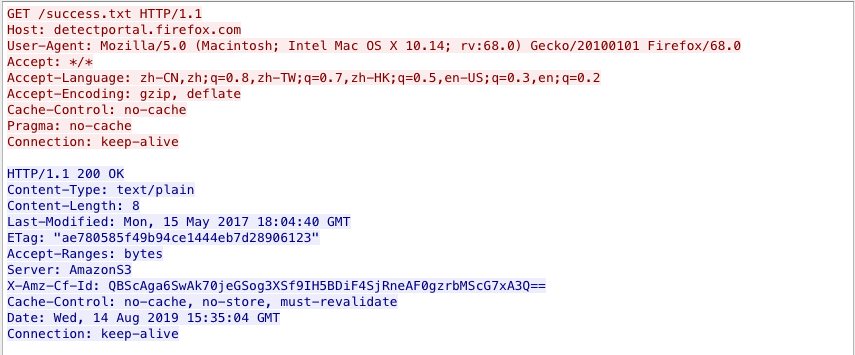 GET /success.txt HTTP/1.1
Host: detectportal.firefox.com
User-Agent: Mozilla/5.0 (Macintosh; Intel Mac OS X 10.14; rv:68.0) Gecko/20100101 Firefox/68.0
Accept: */*
Accept-Language: zh-CN,zh;q=0.8,zh-TW;q=0.7,zh-HK;q=0.5,en-US;q=0.3,en;q=0.2
Accept-Encoding: gzip, deflate
Cache-Control: no-cache
Pragma: no-cache
Connection: keep-alive
HTTP/1.1 200 OK
Content-Type: text/plain
Content-Length: 8
Last-Modified: Mon, 15 May 2017 18:04:40 GMT
ETag: "ae780585f49b94ce1444eb7d28906123"
Accept-Ranges: bytes
Server: AmazonS3
X-Amz-Cf-Id: QBScAga6SwAk70jeGSog3XSf9IH5BDiF4SjRneAF0gzrbMScG7xA3Q==
Cache-Control: no-cache, no-store, must-revalidate
Date: Wed, 14 Aug 2019 15:35:04 GMT
Connection: keep-alive